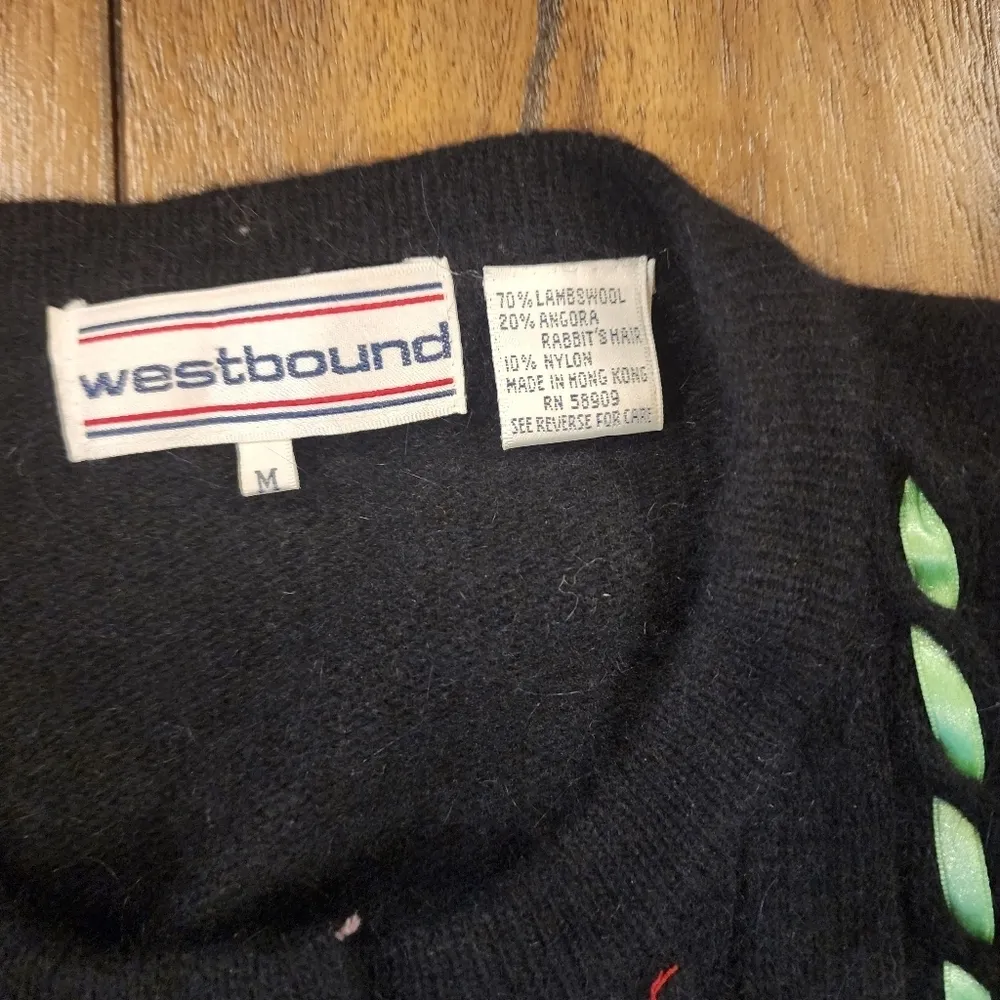 westbound
M
70% LAMBSWOOL
20% ANGORA
RABBIT'S HAIR
10% NYLON
MADE IN HONG KONG
RN 58909
SEE REVERSE FOR CARE